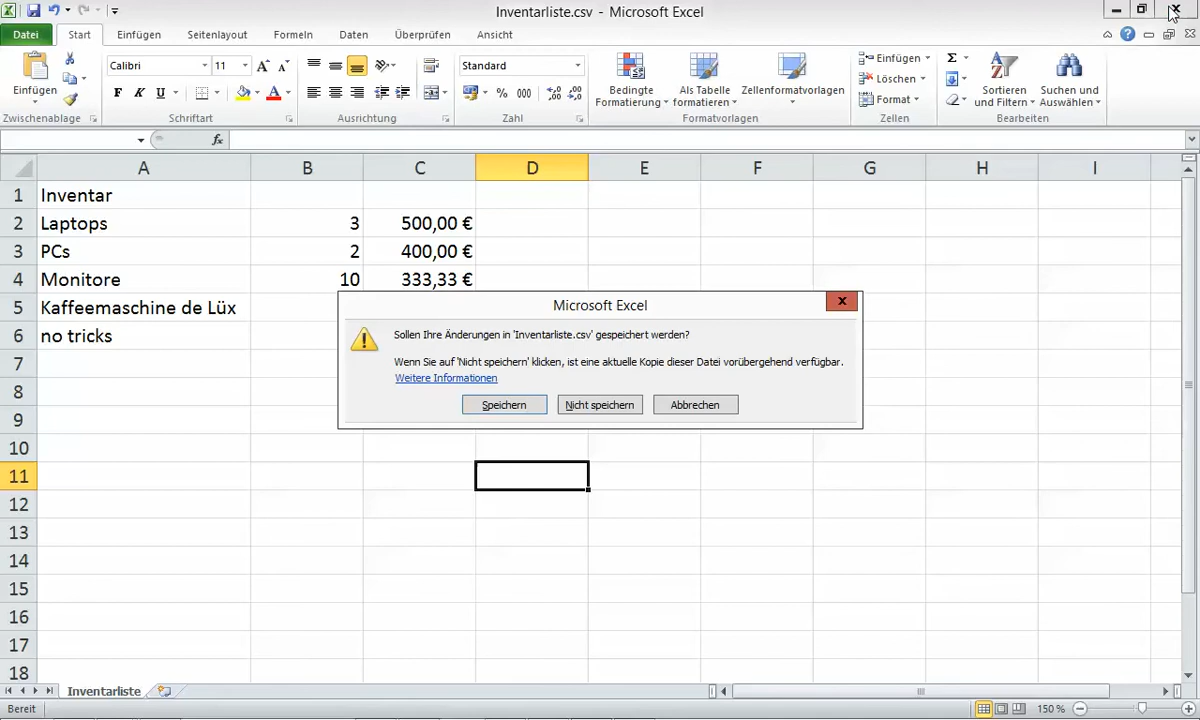 Inventarliste.csv - Microsoft Excel
Datei Start Einfügen Seitenlayout Formeln Daten Überprüfen Ansicht
Einfügen
Calibri 11
F K U
Standard
% 000
Bedingte Formatierung
Als Tabelle formatieren
Zellenformatvorlagen
Einfügen
Löschen
Format
Sortieren und Filtern
Suchen und Auswählen
Zwischenablage Schriftart Ausrichtung Zahl Formatvorlagen Zellen Bearbeiten
fx
A B C D E F G H I
1 Inventar
2 Laptops 3 500,00 €
3 PCs 2 400,00 €
4 Monitore 10 333,33 €
5 Kaffeemaschine de Lüx
6 no tricks
7
8
9
10
11
12
13
14
15
16
17
18
Microsoft Excel
Sollen Ihre Änderungen in 'Inventarliste.csv' gespeichert werden?
Wenn Sie auf 'Nicht speichern' klicken, ist eine aktuelle Kopie dieser Datei vorübergehend verfügbar.
Weitere Informationen
Speichern Nicht speichern Abbrechen
Inventarliste
Bereit 150 %